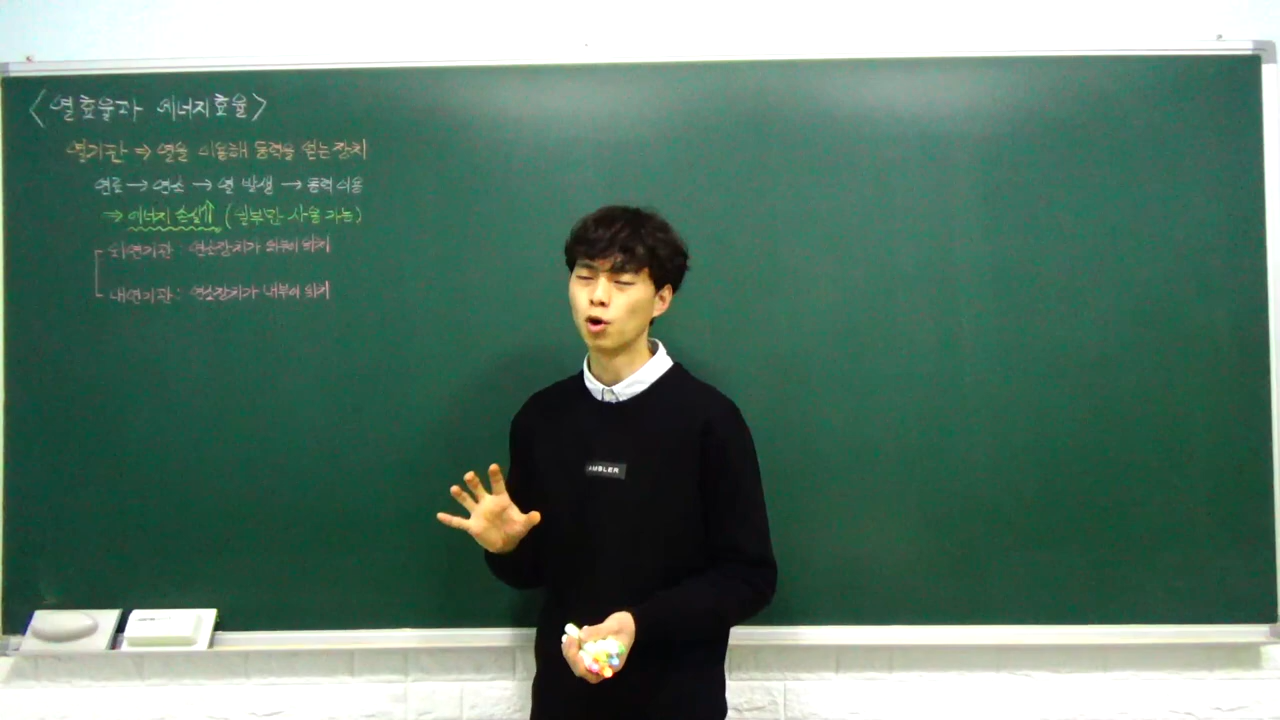 <열효율과 에너지효율>
열기관 → 열을 이용해 동력을 얻는 장치
연료 → 연소 → 열 발생 → 동력 이용
→ 에너지 손실↑ (일부만 사용 가능)
외연기관 : 연소장치가 외부에 위치
내연기관 : 연소장치가 내부에 위치
AMBLER